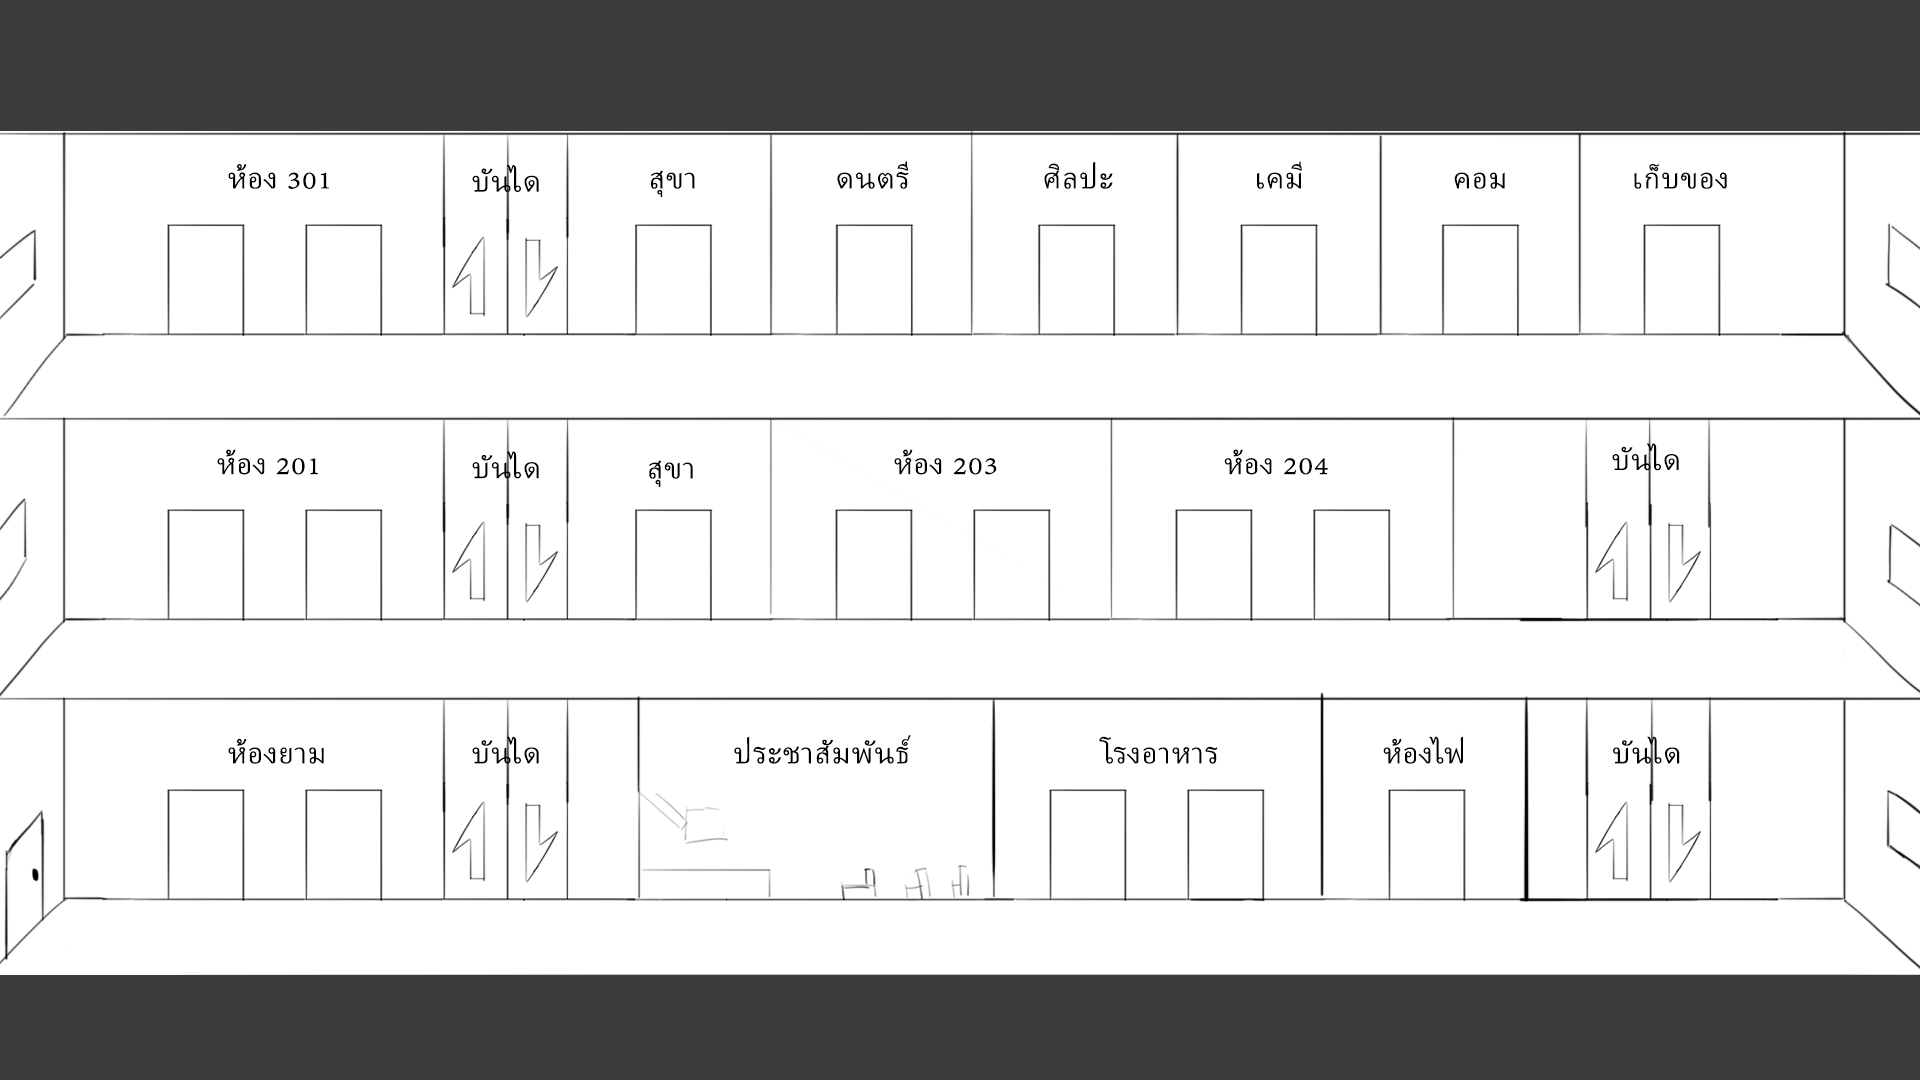 ห้อง 301
บันได
สุขา
ดนตรี
ศิลปะ
เคมี
คอม
เก็บของ
ห้อง 201
บันได
สุขา
ห้อง 203
ห้อง 204
บันได
ห้องยาม
บันได
ประชาสัมพันธ์
โรงอาหาร
ห้องไฟ
บันได